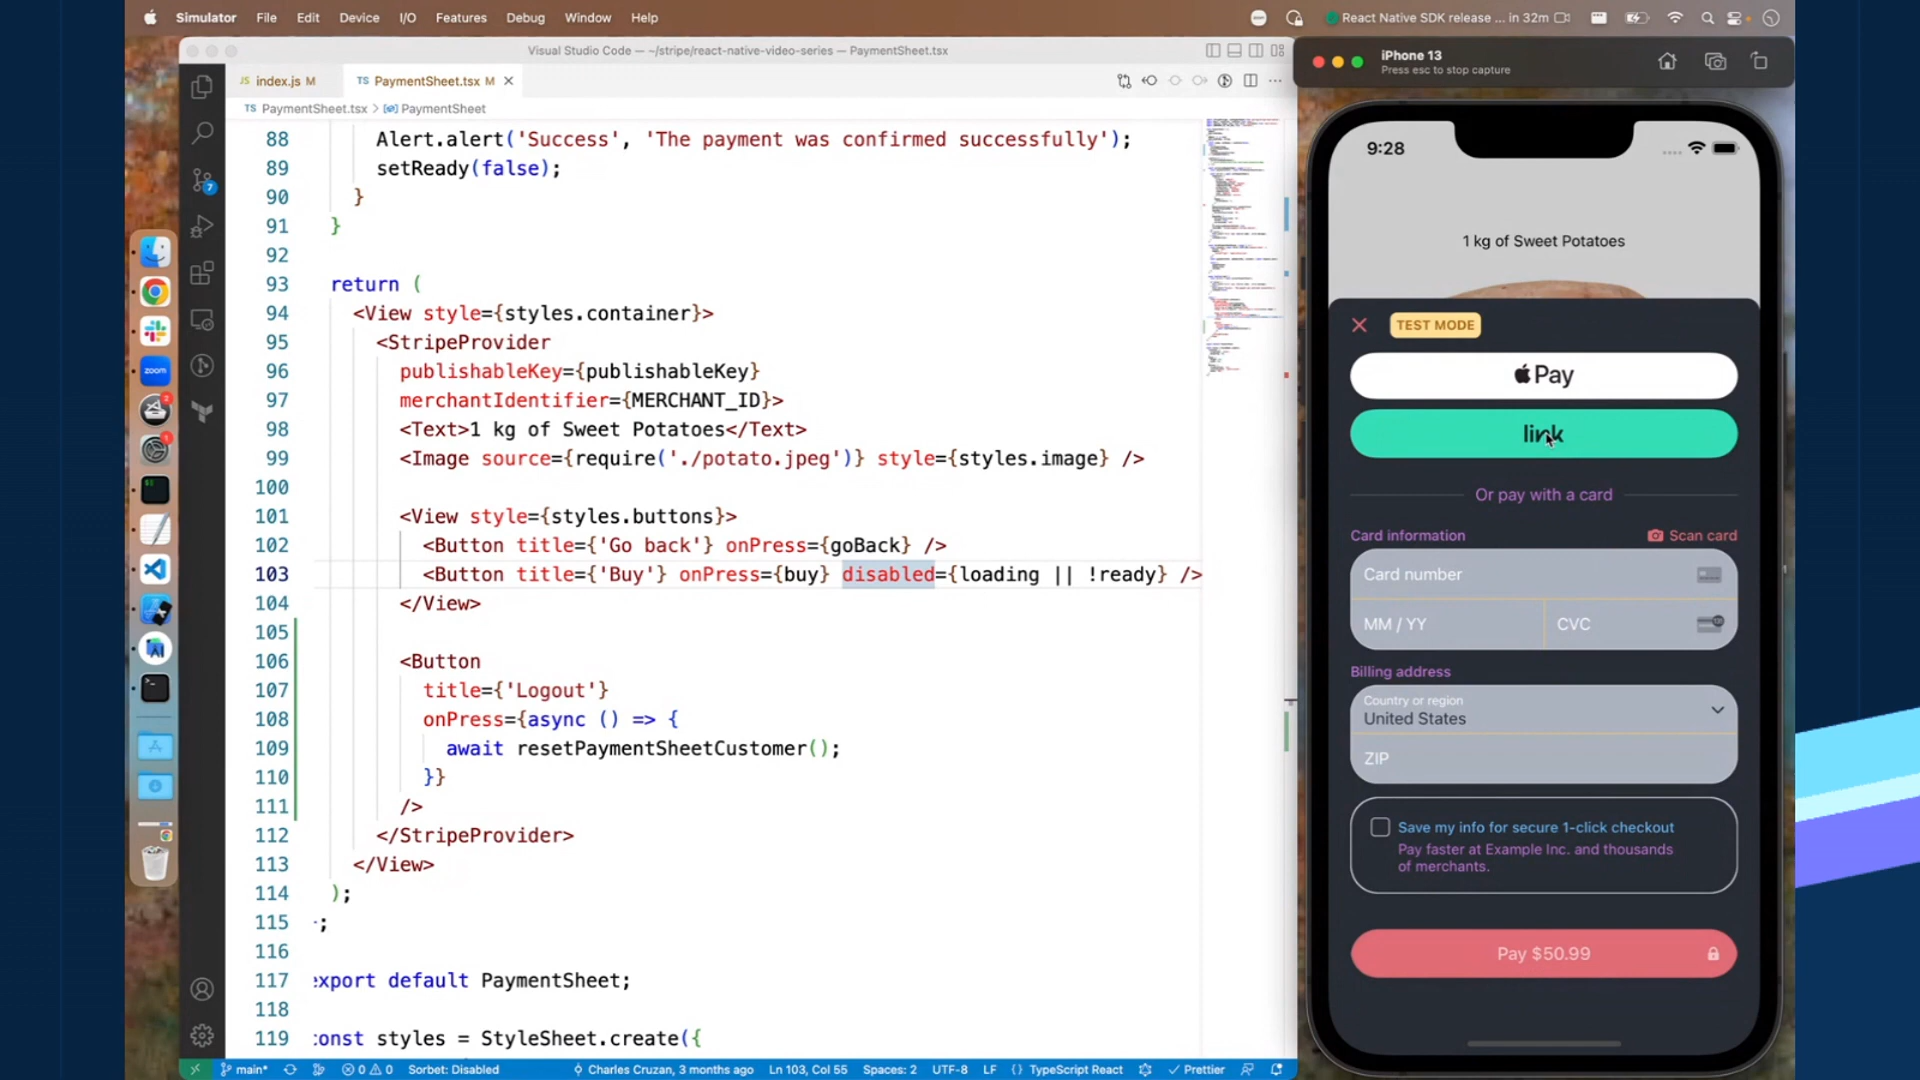 Simulator File Edit Device I/O Features Debug Window Help
React Native SDK release ... in 32m
Visual Studio Code — ~/stripe/react-native-video-series — PaymentSheet.tsx
JS index.js M
TS PaymentSheet.tsx M
TS PaymentSheet.tsx > PaymentSheet
88 Alert.alert('Success', 'The payment was confirmed successfully');
89 setReady(false);
90 }
91 }
92
93 return (
94 <View style={styles.container}>
95 <StripeProvider
96 publishableKey={publishableKey}
97 merchantIdentifier={MERCHANT_ID}>
98 <Text>1 kg of Sweet Potatoes</Text>
99 <Image source={require('./potato.jpeg')} style={styles.image} />
100
101 <View style={styles.buttons}>
102 <Button title={'Go back'} onPress={goBack} />
103 <Button title={'Buy'} onPress={buy} disabled={loading || !ready} />
104 </View>
105
106 <Button
107 title={'Logout'}
108 onPress={async () => {
109 await resetPaymentSheetCustomer();
110 }}
111 />
112 </StripeProvider>
113 </View>
114 );
115 };
116
117 export default PaymentSheet;
118
119 const styles = StyleSheet.create({
7
zoom
main* 0 0 Sorbet: Disabled Charles Cruzan, 3 months ago Ln 103, Col 55 Spaces: 2 UTF-8 LF {} TypeScript React Prettier
iPhone 13
Press esc to stop capture
9:28
1 kg of Sweet Potatoes
TEST MODE
Pay
link
Or pay with a card
Card information
Scan card
Card number
MM / YY
CVC
Billing address
Country or region
United States
ZIP
Save my info for secure 1-click checkout
Pay faster at Example Inc. and thousands
of merchants.
Pay $50.99